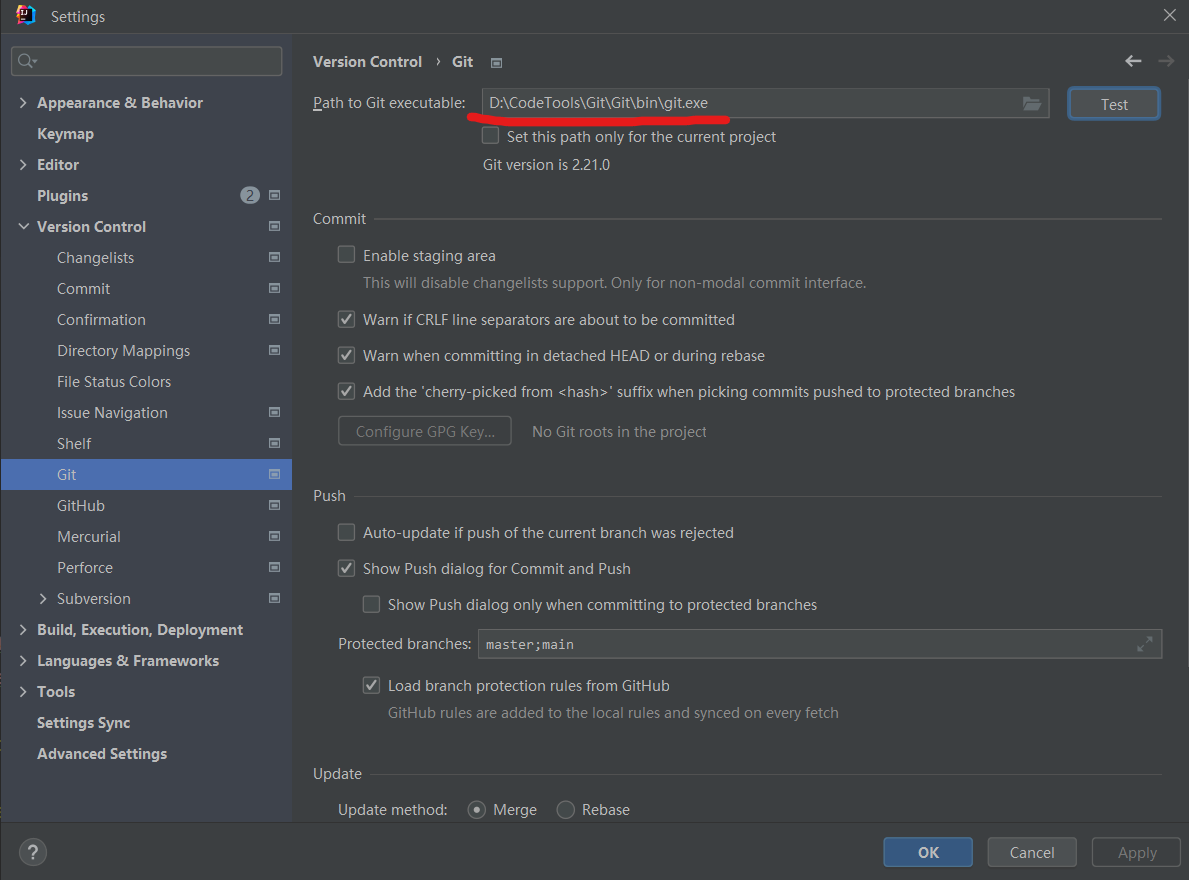 Settings
Version Control › Git
Path to Git executable: D:\CodeTools\Git\Git\bin\git.exe Test
Set this path only for the current project
Git version is 2.21.0
Appearance & Behavior
Keymap
Editor
Plugins 2
Version Control
Changelists
Commit
Confirmation
Directory Mappings
File Status Colors
Issue Navigation
Shelf
Git
GitHub
Mercurial
Perforce
Subversion
Build, Execution, Deployment
Languages & Frameworks
Tools
Settings Sync
Advanced Settings
Commit
Enable staging area
This will disable changelists support. Only for non-modal commit interface.
Warn if CRLF line separators are about to be committed
Warn when committing in detached HEAD or during rebase
Add the 'cherry-picked from <hash>' suffix when picking commits pushed to protected branches
Configure GPG Key... No Git roots in the project
Push
Auto-update if push of the current branch was rejected
Show Push dialog for Commit and Push
Show Push dialog only when committing to protected branches
Protected branches: master;main
Load branch protection rules from GitHub
GitHub rules are added to the local rules and synced on every fetch
Update
Update method: Merge Rebase
? OK Cancel Apply